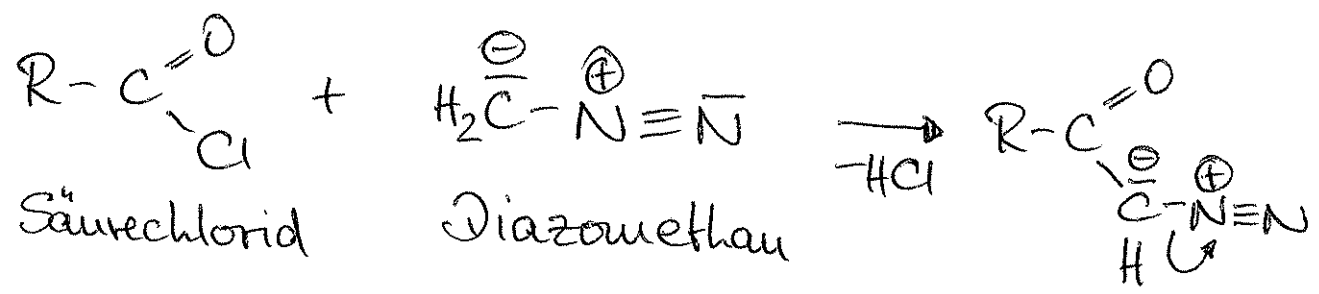 R-C=O Cl + H₂C⊖-N⊕≡N → -HCl R-C=O C⊖H-N⊕≡N
Säurechlorid Diazomethan